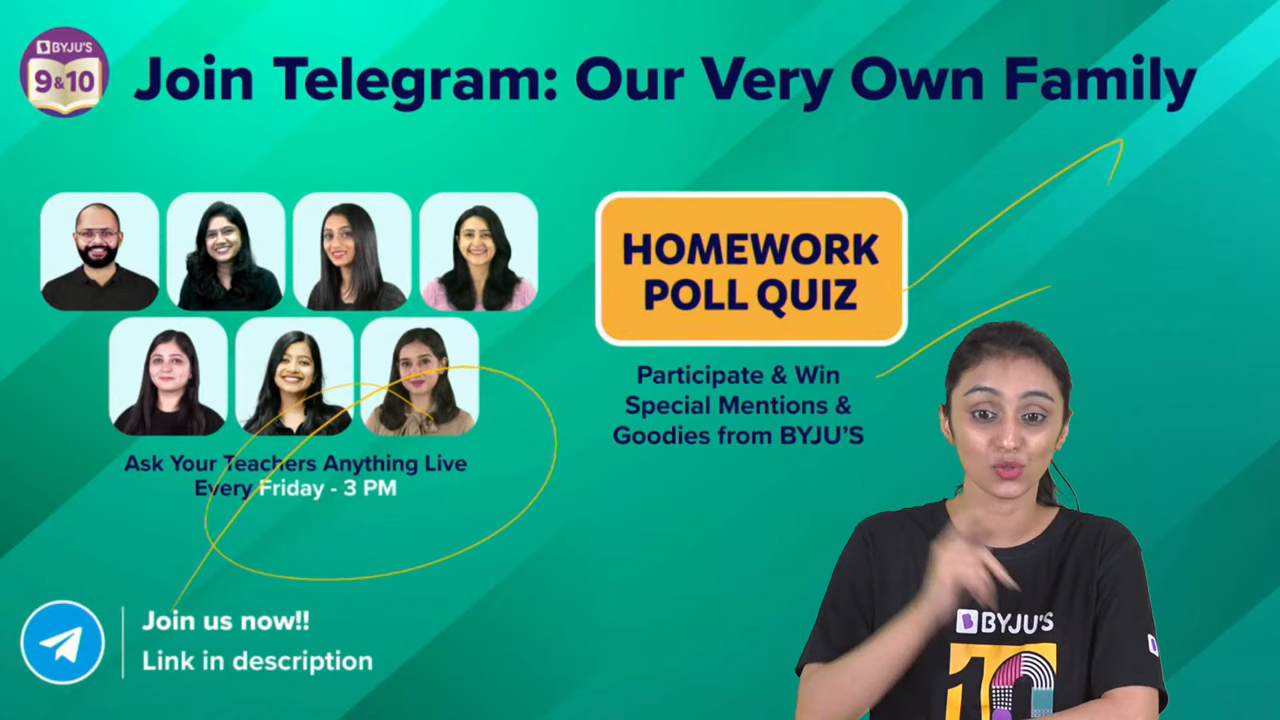 BYJU'S
9&10
Join Telegram: Our Very Own Family
HOMEWORK
POLL QUIZ
Participate & Win
Special Mentions &
Goodies from BYJU'S
Ask Your Teachers Anything Live
Every Friday - 3 PM
Join us now!!
Link in description
BYJU'S
10